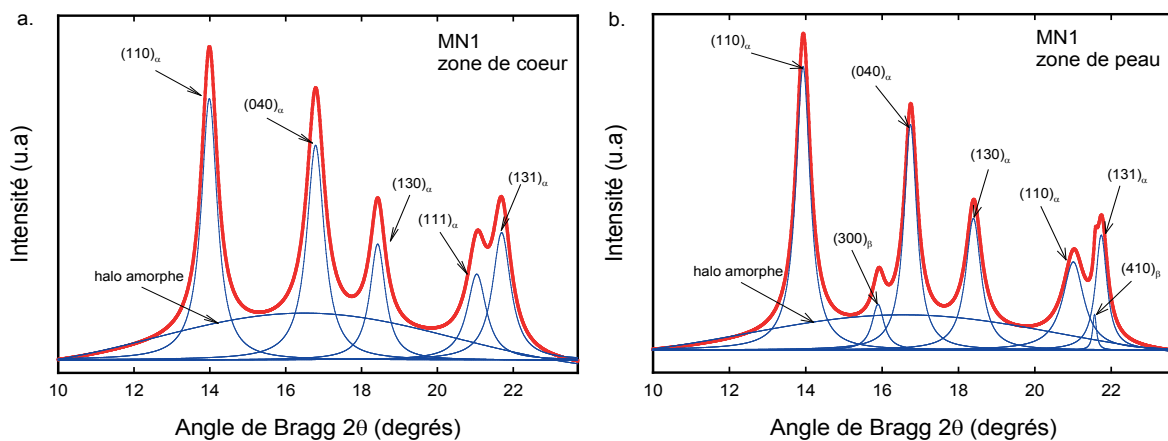 a.
MN1
zone de coeur
(110)α
(040)α
(130)α
(111)α
(131)α
halo amorphe
Intensité (u.a)
10 12 14 16 18 20 22
Angle de Bragg 2θ (degrés)
b.
MN1
zone de peau
(110)α
(040)α
(130)α
(110)α
(131)α
(300)β
(410)β
halo amorphe
Intensité (u.a)
10 12 14 16 18 20 22
Angle de Bragg 2θ (degrés)